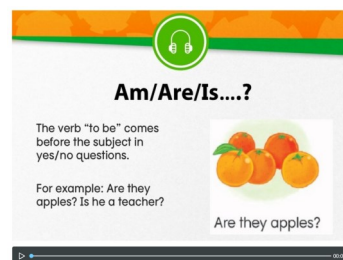 Am/Are/Is....?
The verb "to be" comes
before the subject in
yes/no questions.
For example: Are they
apples? Is he a teacher?
Are they apples?